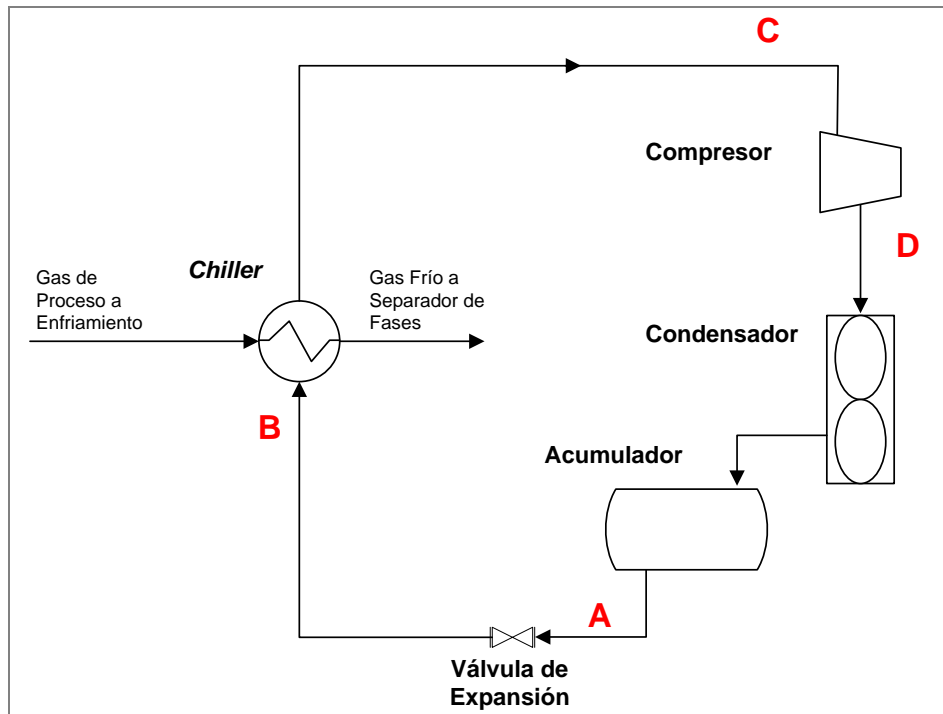 C
Compresor
D
Chiller
Gas de
Proceso a
Enfriamiento
Gas Frío a
Separador de
Fases
Condensador
B
Acumulador
A
Válvula de
Expansión